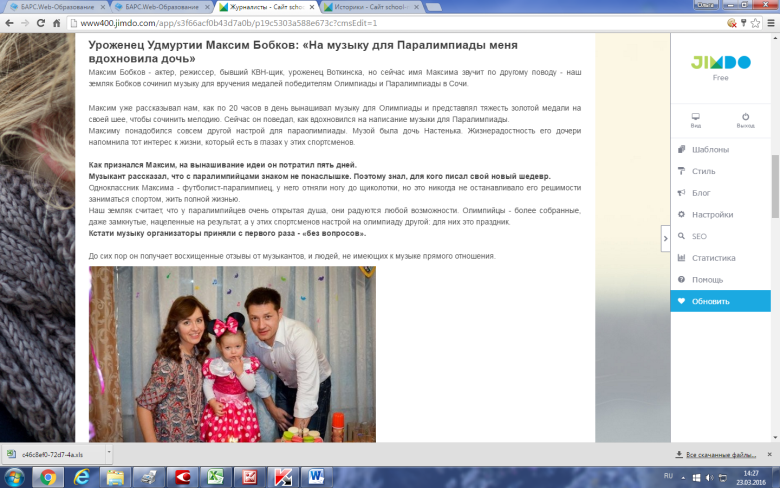 БАРС.Web-Образование
БАРС.Web-Образование
Журналисты - Сайт school
Историки - Сайт school-
Ольга
www400.jimdo.com/app/s3f66acf0b43d7a0b/p19c5303a588e673c?cmsEdit=1
Уроженец Удмуртии Максим Бобков: «На музыку для Паралимпиады меня
вдохновила дочь»
Максим Бобков - актер, режиссер, бывший КВН-щик, уроженец Воткинска, но сейчас имя Максима звучит по другому поводу - наш
земляк Бобков сочинил музыку для вручения медалей победителям Олимпиады и Паралимпиады в Сочи.
Максим уже рассказывал нам, как по 20 часов в день вынашивал музыку для Олимпиады и представлял тяжесть золотой медали на
своей шее, чтобы сочинить мелодию. Сейчас он поведал, как вдохновился на написание музыки для Паралимпиады.
Максиму понадобился совсем другой настрой для параолимпиады. Музой была дочь Настенька. Жизнерадостность его дочери
напомнила тот интерес к жизни, который есть в глазах у этих спортсменов.
Как признался Максим, на вынашивание идеи он потратил пять дней.
Музыкант рассказал, что с паралимпийцами знаком не понаслышке. Поэтому знал, для кого писал свой новый шедевр.
Одноклассник Максима - футболист-паралимпиец, у него отняли ногу до щиколотки, но это никогда не останавливало его решимости
заниматься спортом, жить полной жизнью.
Наш земляк считает, что у паралимпийцев очень открытая душа, они радуются любой возможности. Олимпийцы - более собранные,
даже замкнутые, нацеленные на результат, а у этих спортсменов настрой на олимпиаду другой: для них это праздник.
Кстати музыку организаторы приняли с первого раза - «без вопросов».
До сих пор он получает восхищенные отзывы от музыкантов, и людей, не имеющих к музыке прямого отношения.
JIMDO
Free
Вид
Выход
Шаблоны
Стиль
Блог
Настройки
SEO
Статистика
Помощь
Обновить
c46c8ef0-72d7-4a.xls
Все скачанные файлы...
RU
14:27
23.03.2016